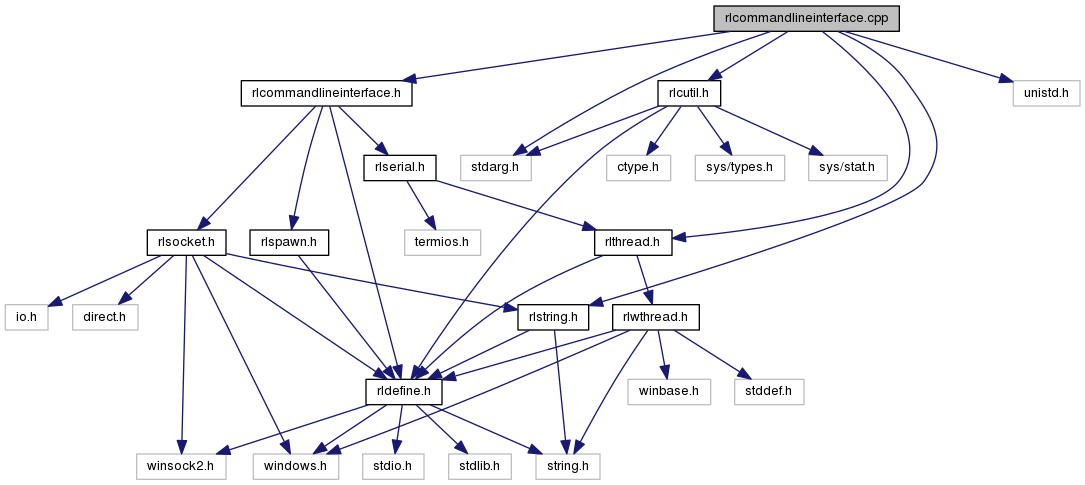 rlcommandlineinterface.cpp
rlcommandlineinterface.h
rlcutil.h
unistd.h
rlserial.h
stdarg.h
ctype.h
sys/types.h
sys/stat.h
rlsocket.h
rlspawn.h
termios.h
rlthread.h
io.h
direct.h
rlstring.h
rlwthread.h
rldefine.h
winbase.h
stddef.h
winsock2.h
windows.h
stdio.h
stdlib.h
string.h